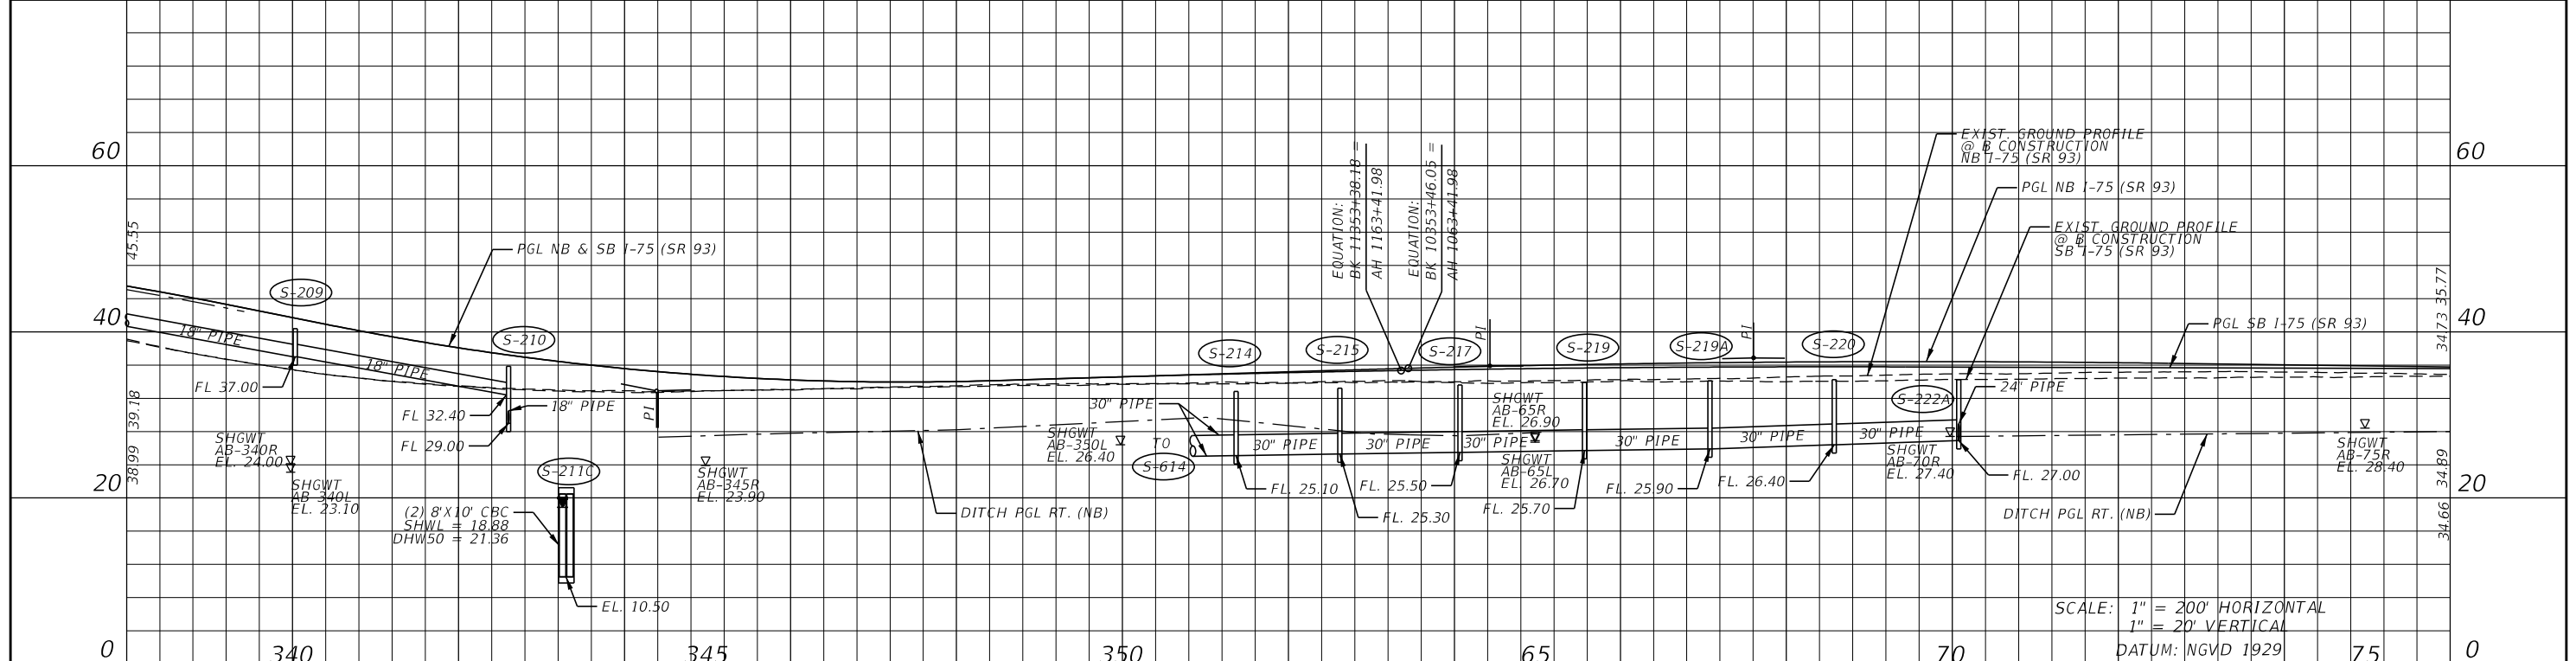 60
60
EXIST. GROUND PROFILE
@ B CONSTRUCTION
NB I-75 (SR 93)
PGL NB I-75 (SR 93)
EXIST. GROUND PROFILE
@ B CONSTRUCTION
SB I-75 (SR 93)
EQUATION:
BK 11353+38.18 =
AH 1163+41.98
EQUATION:
BK 10353+46.05 =
AH 1063+41.98
45.55
PGL NB & SB I-75 (SR 93)
S-209
40
40
18" PIPE
18" PIPE
S-210
S-214
S-215
S-217
PI
S-219
S-219A
PI
S-220
PGL SB I-75 (SR 93)
34.73 35.77
FL 37.00
FL 32.40
18" PIPE
FL 29.00
PI
30" PIPE
SHGWT
AB-65R
EL. 26.90
S-222A
24" PIPE
38.99 39.18
SHGWT
AB-340R
EL. 24.00
SHGWT
AB-340L
EL. 23.10
S-211C
SHGWT
AB-345R
EL. 23.90
SHGWT
AB-350L
EL. 26.40
TO
S-614
30" PIPE
30" PIPE
30" PIPE
30" PIPE
30" PIPE
30" PIPE
SHGWT
AB-65L
EL. 26.70
SHGWT
AB-70R
EL. 27.40
SHGWT
AB-75R
EL. 28.40
20
20
(2) 8'X10' CBC
SHWL = 18.88
DHW50 = 21.36
EL. 10.50
DITCH PGL RT. (NB)
FL. 25.10
FL. 25.30
FL. 25.50
FL. 25.70
FL. 25.90
FL. 26.40
FL. 27.00
DITCH PGL RT. (NB)
34.66 34.89
SCALE: 1" = 200' HORIZONTAL
1" = 20' VERTICAL
DATUM: NGVD 1929
0
340
345
350
65
70
75
0